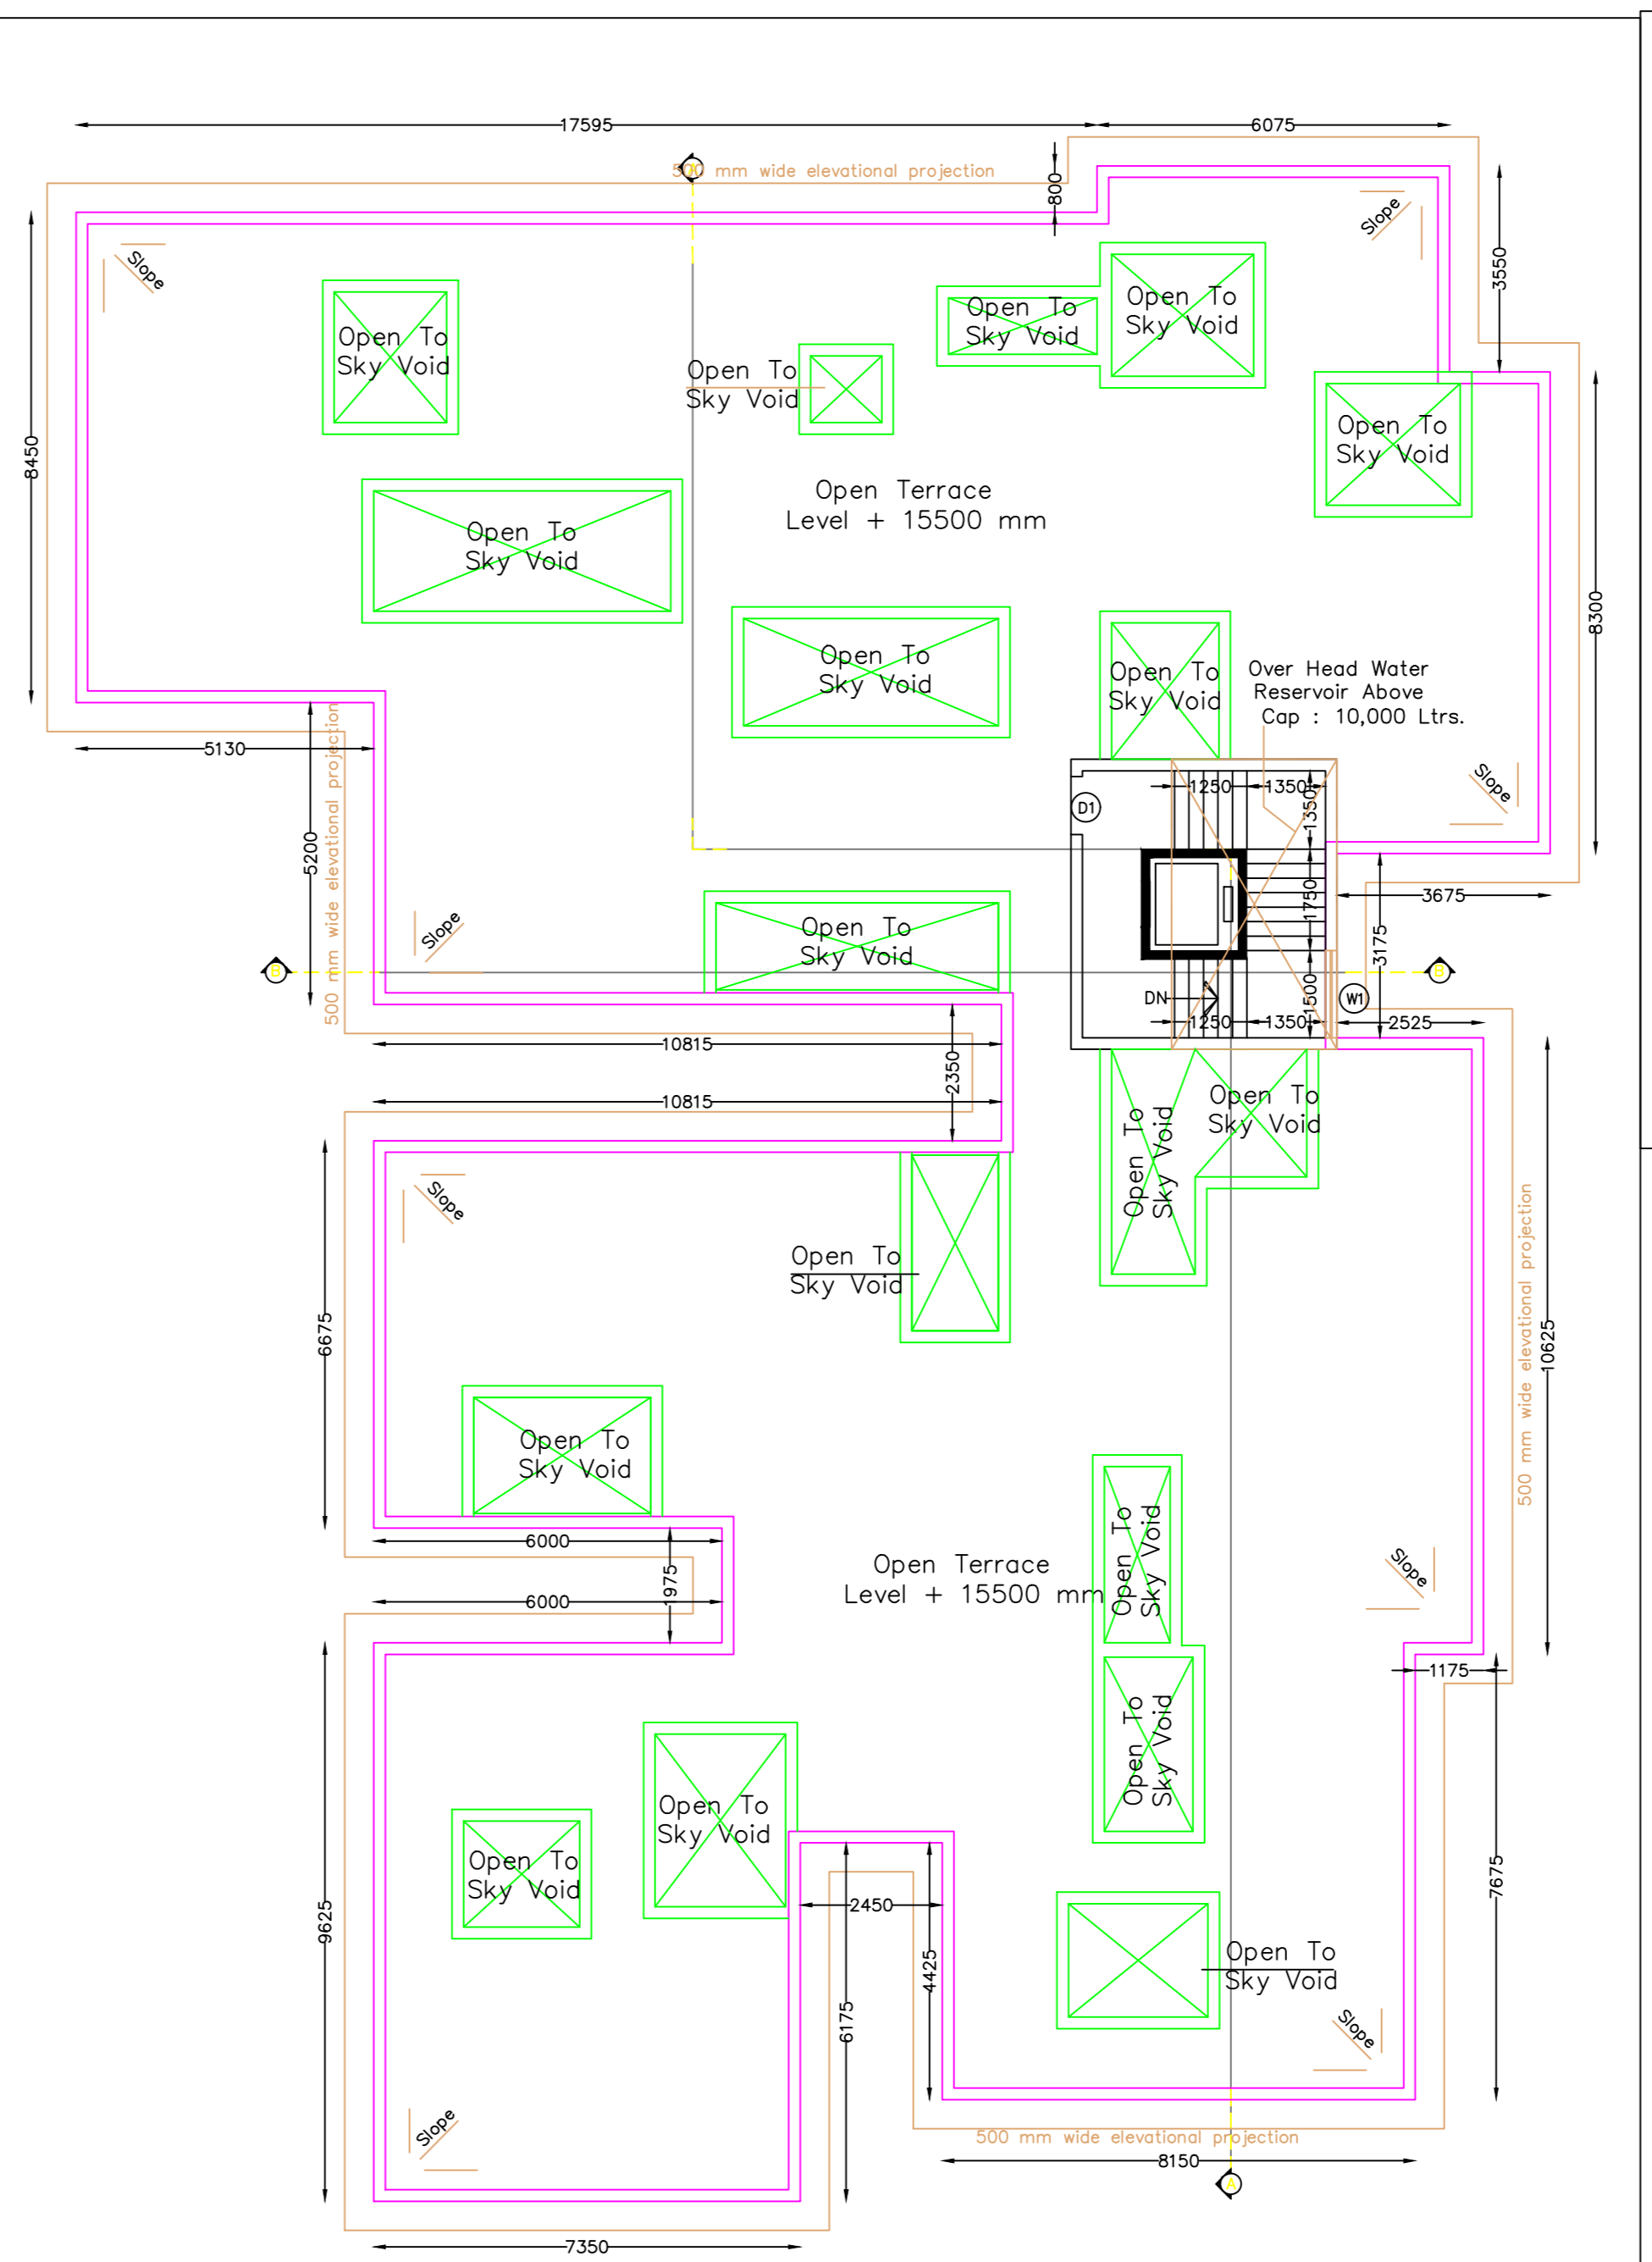 17595
6075
500 mm wide elevational projection
800
Slope
Slope
3550
Open To
Sky Void
Open To
Sky Void
Open To
Sky Void
Open To
Sky Void
Open To
Sky Void
8450
Open Terrace
Level + 15500 mm
Open To
Sky Void
8300
Open To
Sky Void
Open To
Sky Void
Over Head Water
Reservoir Above
Cap : 10,000 Ltrs.
5130
500 mm wide elevational projection
5200
Slope
D1
1250
1350
1350
1750
3675
3175
Slope
Open To
Sky Void
B
B
DN
1500
W1
1250
1350
2525
10815
2350
10815
Open To
Sky Void
Open To
Sky Void
Slope
500 mm wide elevational projection
Open To
Sky Void
6675
10625
Open To
Sky Void
6000
1975
6000
Open Terrace
Level + 15500 mm
Open To
Sky Void
Slope
1175
Open To
Sky Void
Open To
Sky Void
Open To
Sky Void
7675
9625
2450
4425
6175
Open To
Sky Void
Slope
Slope
500 mm wide elevational projection
8150
A
7350